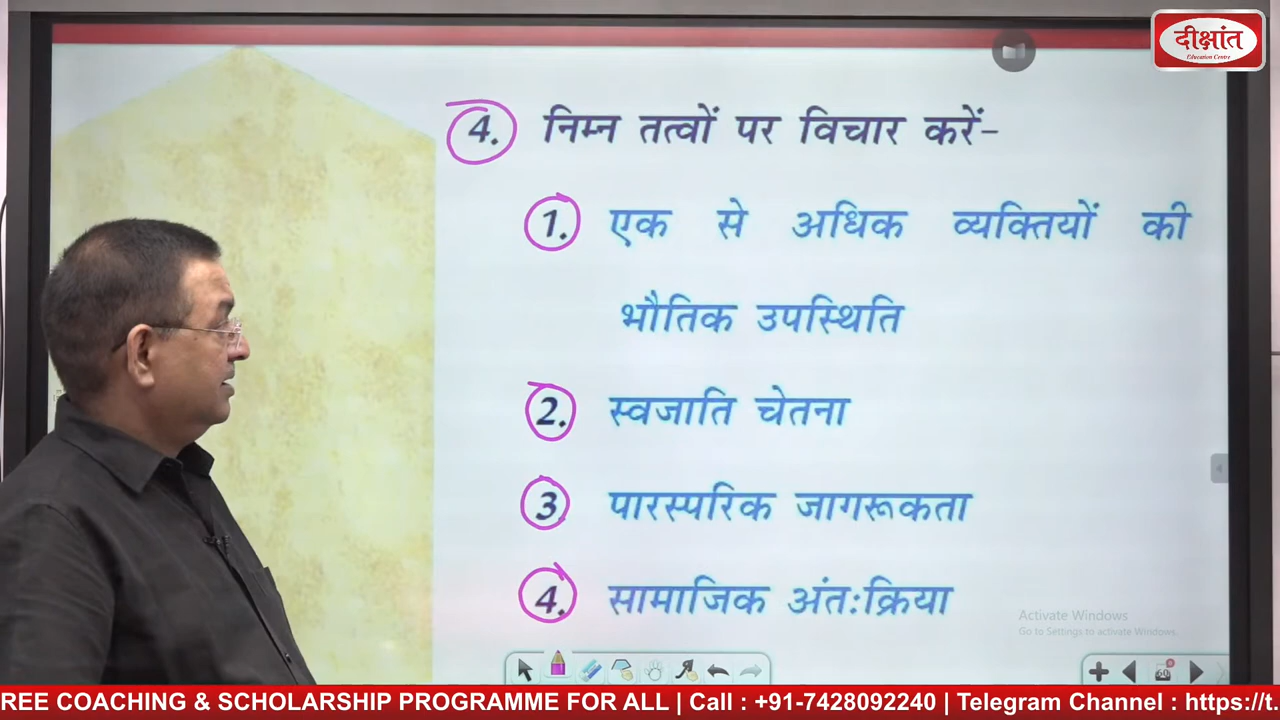 दीक्षांत
Education Centre
4. निम्न तत्वों पर विचार करें-
1. एक से अधिक व्यक्तियों की
भौतिक उपस्थिति
2. स्वजाति चेतना
3 पारस्परिक जागरूकता
4. सामाजिक अंत:क्रिया
Activate Windows
Go to Settings to activate Windows.
REE COACHING & SCHOLARSHIP PROGRAMME FOR ALL | Call : +91-7428092240 | Telegram Channel : https://t.